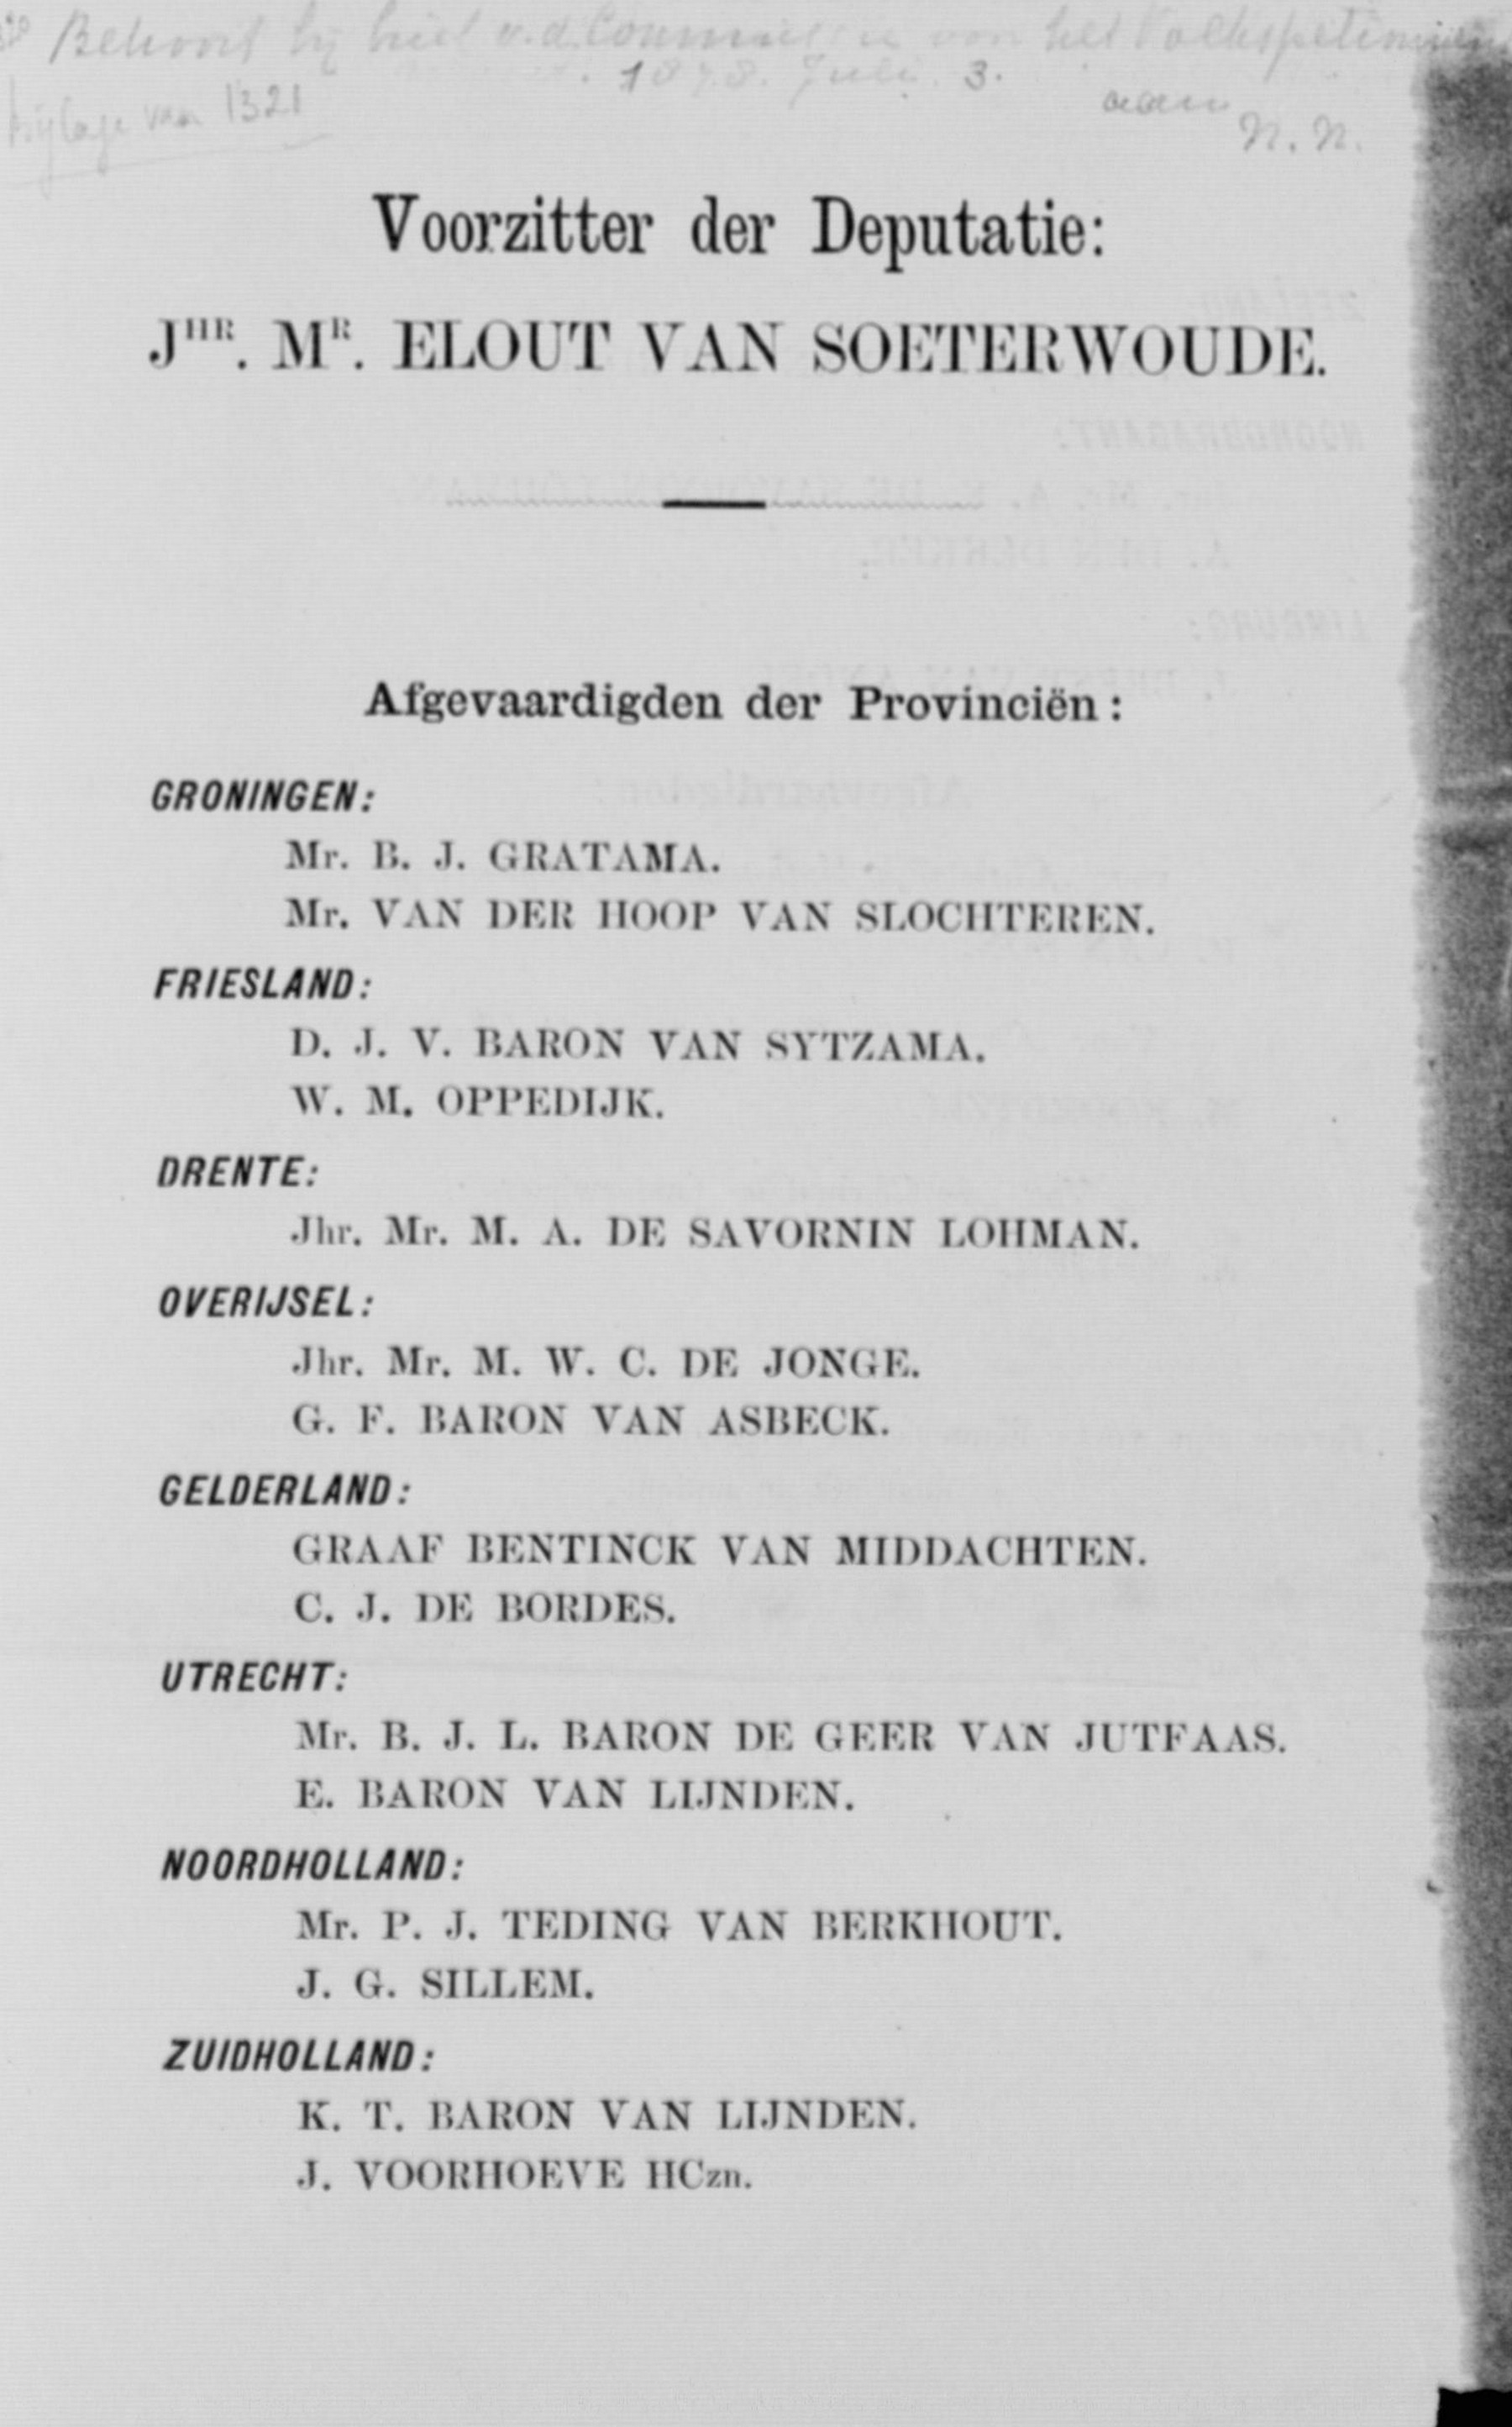 Behoort bij brief v.d. Commissie van het Volkspetitionnement
1878. Juli. 3.
aan
bijlage van 1321
N. N.
Voorzitter der Deputatie:
JHR. MR. ELOUT VAN SOETERWOUDE.
Afgevaardigden der Provinciën:
GRONINGEN:
Mr. B. J. GRATAMA.
Mr. VAN DER HOOP VAN SLOCHTEREN.
FRIESLAND:
D. J. V. BARON VAN SYTZAMA.
W. M. OPPEDIJK.
DRENTE:
Jhr. Mr. M. A. DE SAVORNIN LOHMAN.
OVERIJSEL:
Jhr. Mr. M. W. C. DE JONGE.
G. F. BARON VAN ASBECK.
GELDERLAND:
GRAAF BENTINCK VAN MIDDACHTEN.
C. J. DE BORDES.
UTRECHT:
Mr. B. J. L. BARON DE GEER VAN JUTFAAS.
E. BARON VAN LIJNDEN.
NOORDHOLLAND:
Mr. P. J. TEDING VAN BERKHOUT.
J. G. SILLEM.
ZUIDHOLLAND:
K. T. BARON VAN LIJNDEN.
J. VOORHOEVE HCzn.